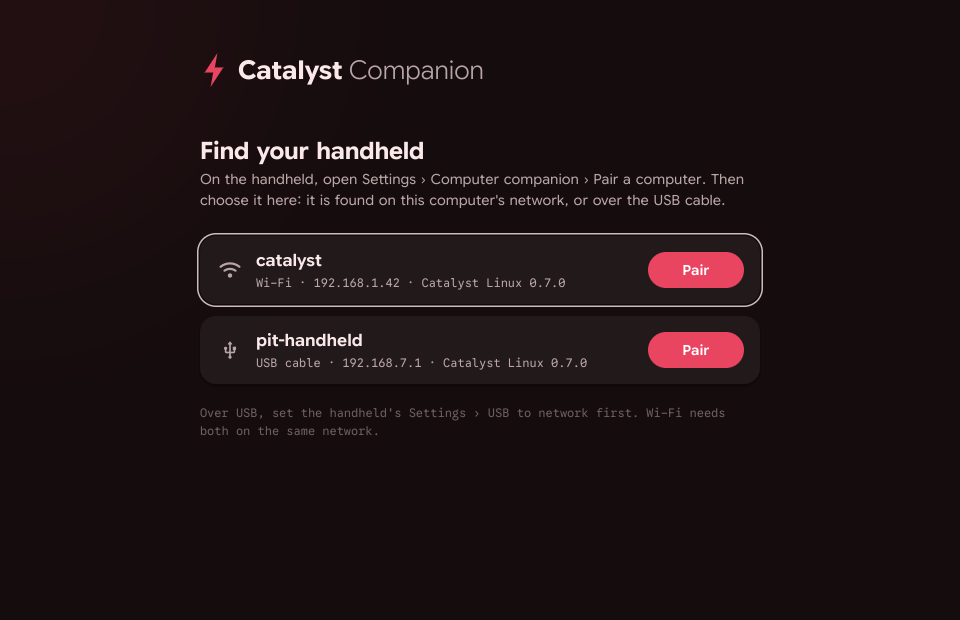 Catalyst Companion
Find your handheld
On the handheld, open Settings › Computer companion › Pair a computer. Then
choose it here: it is found on this computer's network, or over the USB cable.
catalyst
Wi-Fi · 192.168.1.42 · Catalyst Linux 0.7.0
Pair
pit-handheld
USB cable · 192.168.7.1 · Catalyst Linux 0.7.0
Pair
Over USB, set the handheld's Settings › USB to network first. Wi-Fi needs
both on the same network.